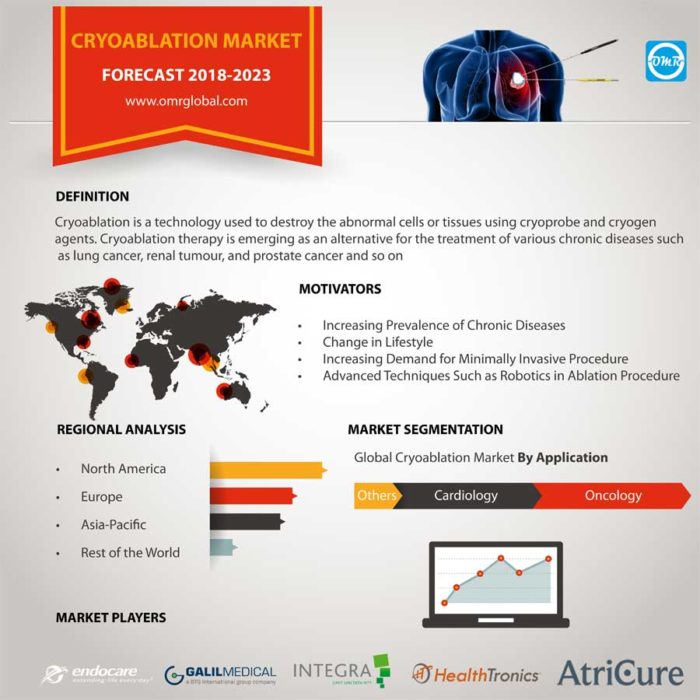 CRYOABLATION MARKET
FORECAST 2018-2023
www.omrglobal.com
OMR
DEFINITION
Cryoablation is a technology used to destroy the abnormal cells or tissues using cryoprobe and cryogen
agents. Cryoablation therapy is emerging as an alternative for the treatment of various chronic diseases such
as lung cancer, renal tumour, and prostate cancer and so on
MOTIVATORS
• Increasing Prevalence of Chronic Diseases
• Change in Lifestyle
• Increasing Demand for Minimally Invasive Procedure
• Advanced Techniques Such as Robotics in Ablation Procedure
REGIONAL ANALYSIS
• North America
• Europe
• Asia-Pacific
• Rest of the World
MARKET SEGMENTATION
Global Cryoablation Market By Application
Others Cardiology Oncology
MARKET PLAYERS
endocare
extending life everyday
GALILMEDICAL
a BTG International group company
INTEGRA
LIMIT UNCERTAINTY
HealthTronics
AtriCure